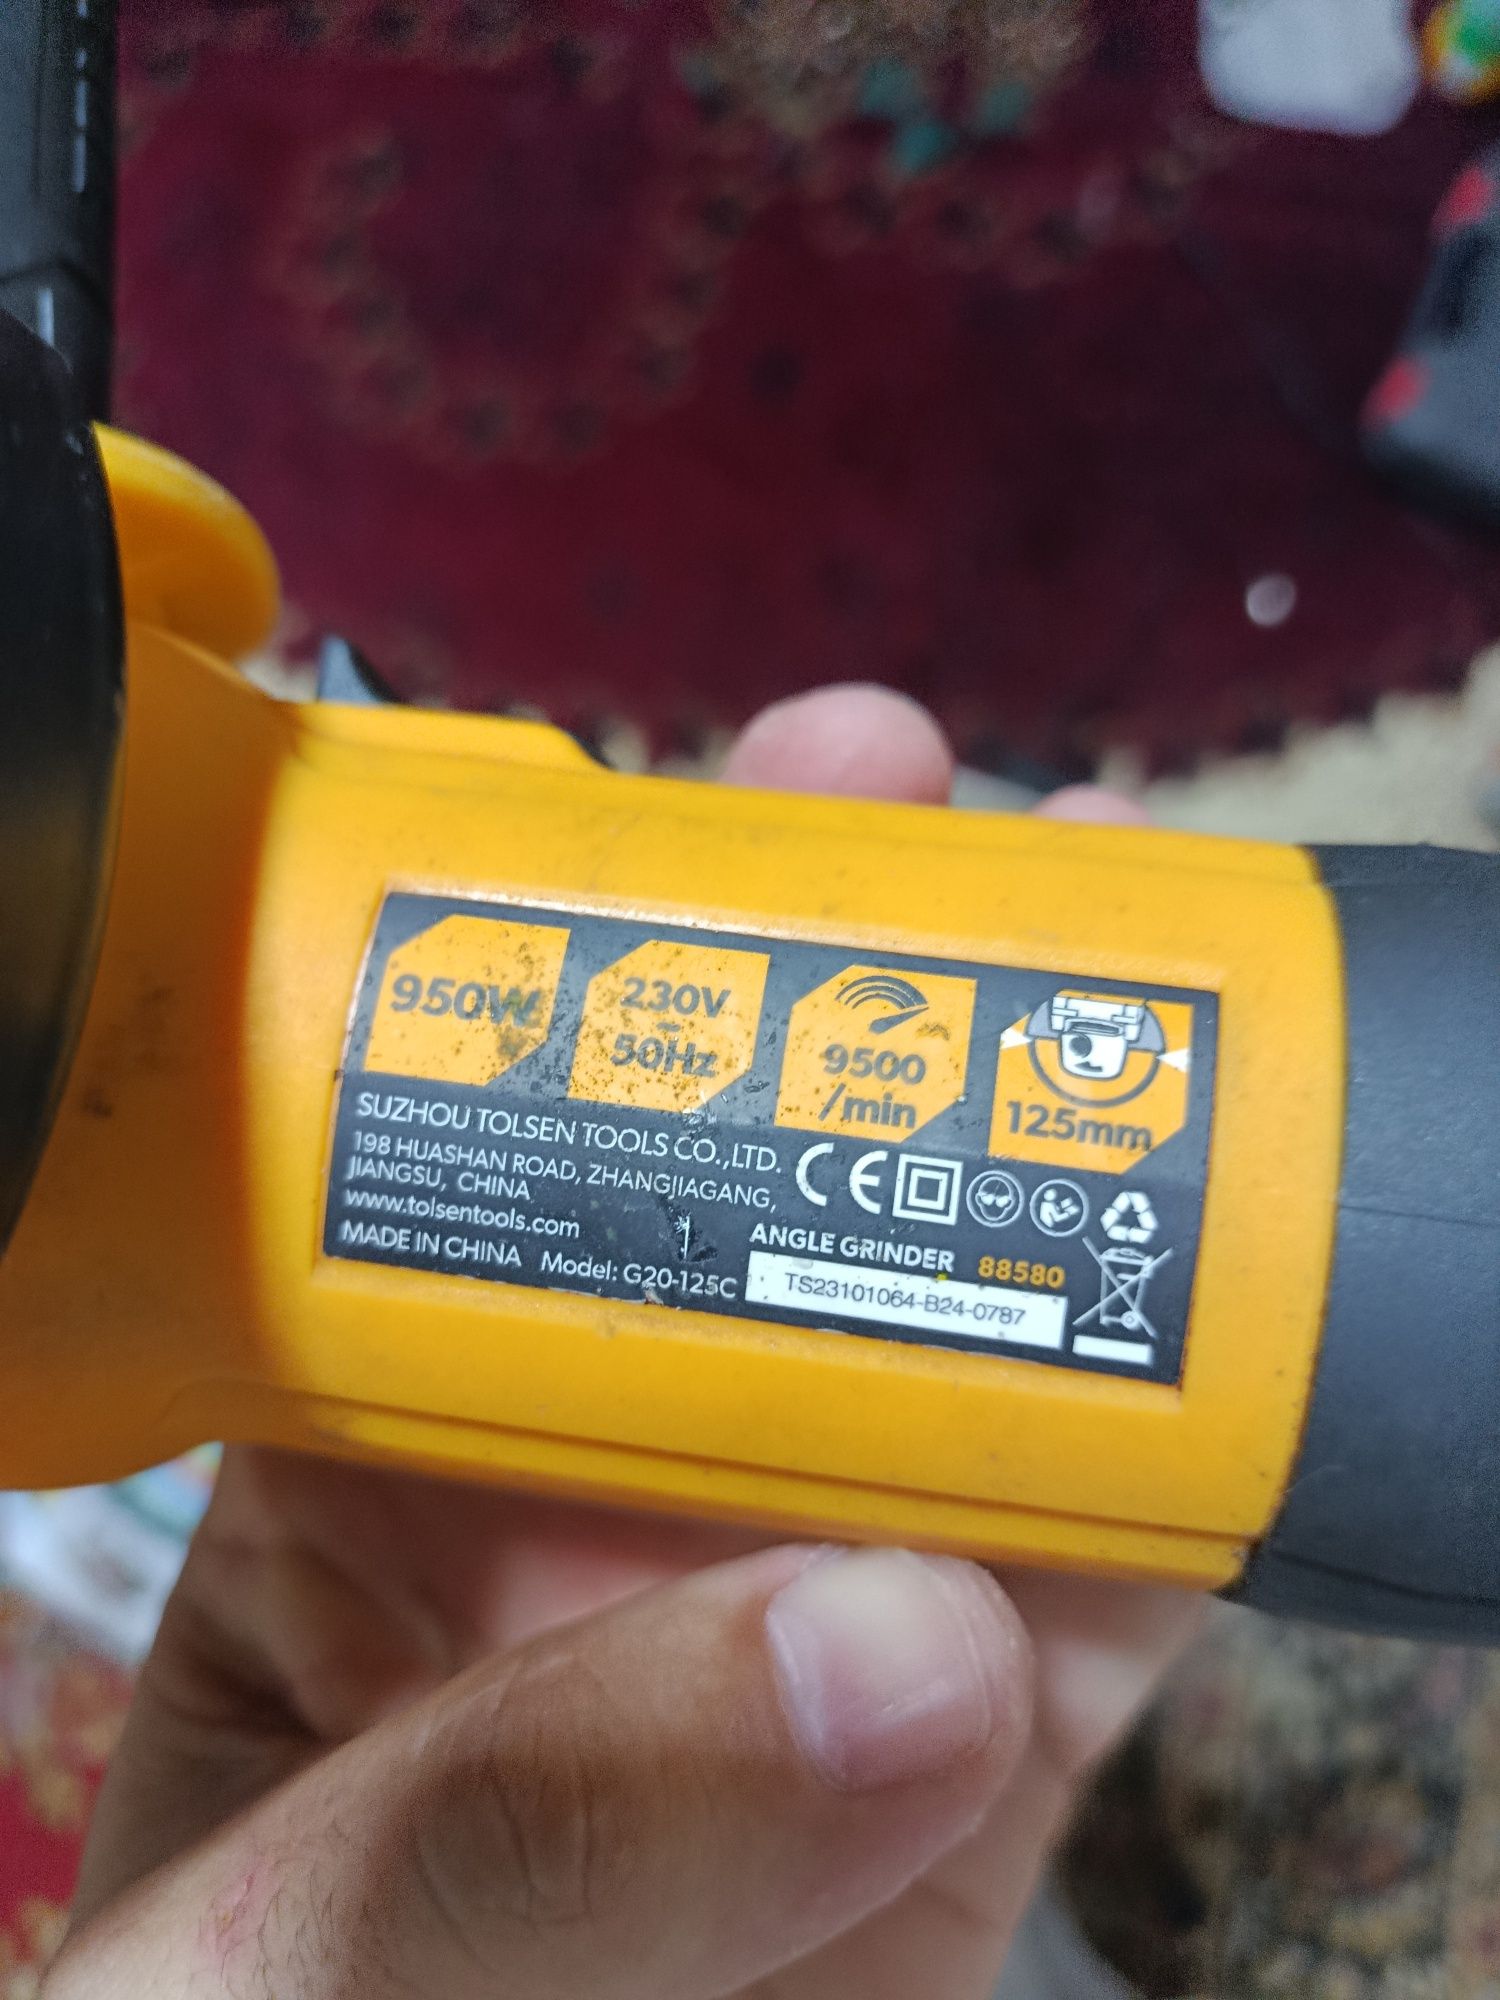 950W
230V
~
50Hz
9500
/min
125mm
SUZHOU TOLSEN TOOLS CO.,LTD.
198 HUASHAN ROAD, ZHANGJIAGANG,
JIANGSU, CHINA
www.tolsentools.com
MADE IN CHINA Model: G20-125C
CE
ANGLE GRINDER 88580
TS23101064-B24-0787